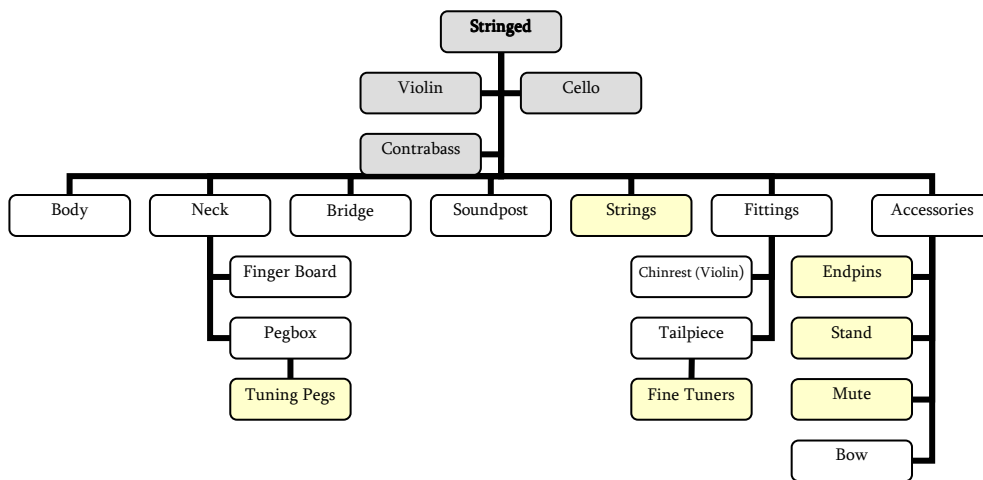 Stringed
Violin
Cello
Contrabass
Body
Neck
Bridge
Soundpost
Strings
Fittings
Accessories
Finger Board
Chinrest (Violin)
Endpins
Pegbox
Tailpiece
Stand
Tuning Pegs
Fine Tuners
Mute
Bow